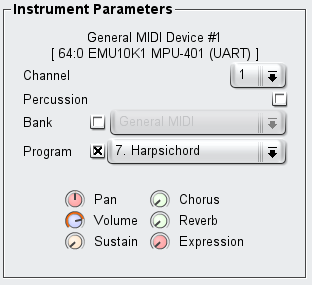 Instrument Parameters
General MIDI Device #1
[ 64:0 EMU10K1 MPU-401 (UART) ]
Channel 1
Percussion
Bank General MIDI
Program 7. Harpsichord
Pan Chorus
Volume Reverb
Sustain Expression